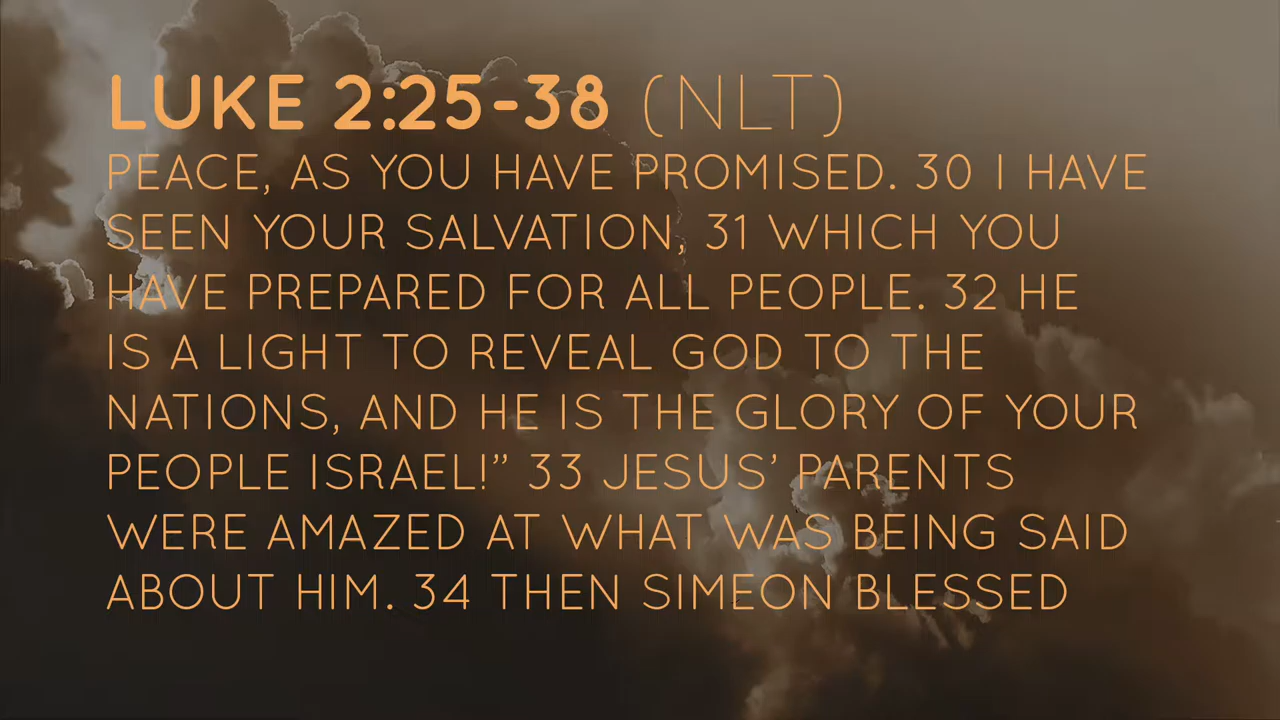 LUKE 2:25-38 (NLT)
PEACE, AS YOU HAVE PROMISED. 30 I HAVE
SEEN YOUR SALVATION, 31 WHICH YOU
HAVE PREPARED FOR ALL PEOPLE. 32 HE
IS A LIGHT TO REVEAL GOD TO THE
NATIONS, AND HE IS THE GLORY OF YOUR
PEOPLE ISRAEL!” 33 JESUS’ PARENTS
WERE AMAZED AT WHAT WAS BEING SAID
ABOUT HIM. 34 THEN SIMEON BLESSED